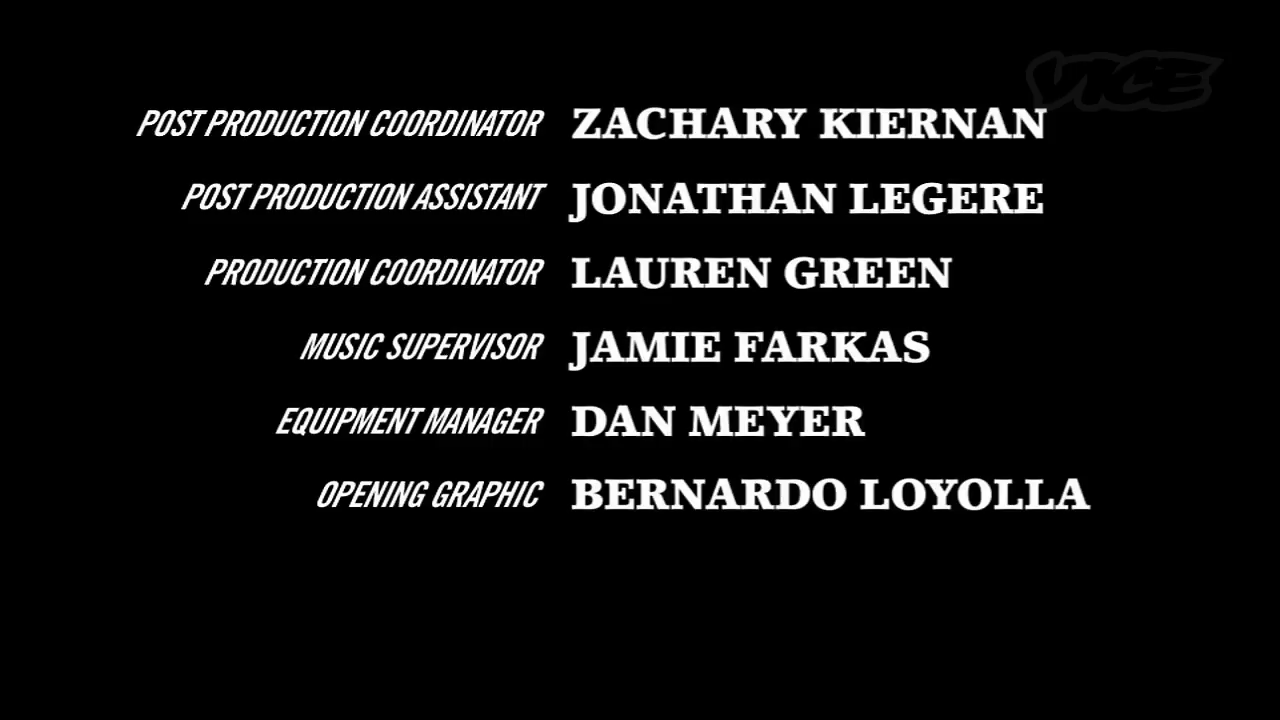 VICE
POST PRODUCTION COORDINATOR ZACHARY KIERNAN
POST PRODUCTION ASSISTANT JONATHAN LEGERE
PRODUCTION COORDINATOR LAUREN GREEN
MUSIC SUPERVISOR JAMIE FARKAS
EQUIPMENT MANAGER DAN MEYER
OPENING GRAPHIC BERNARDO LOYOLLA